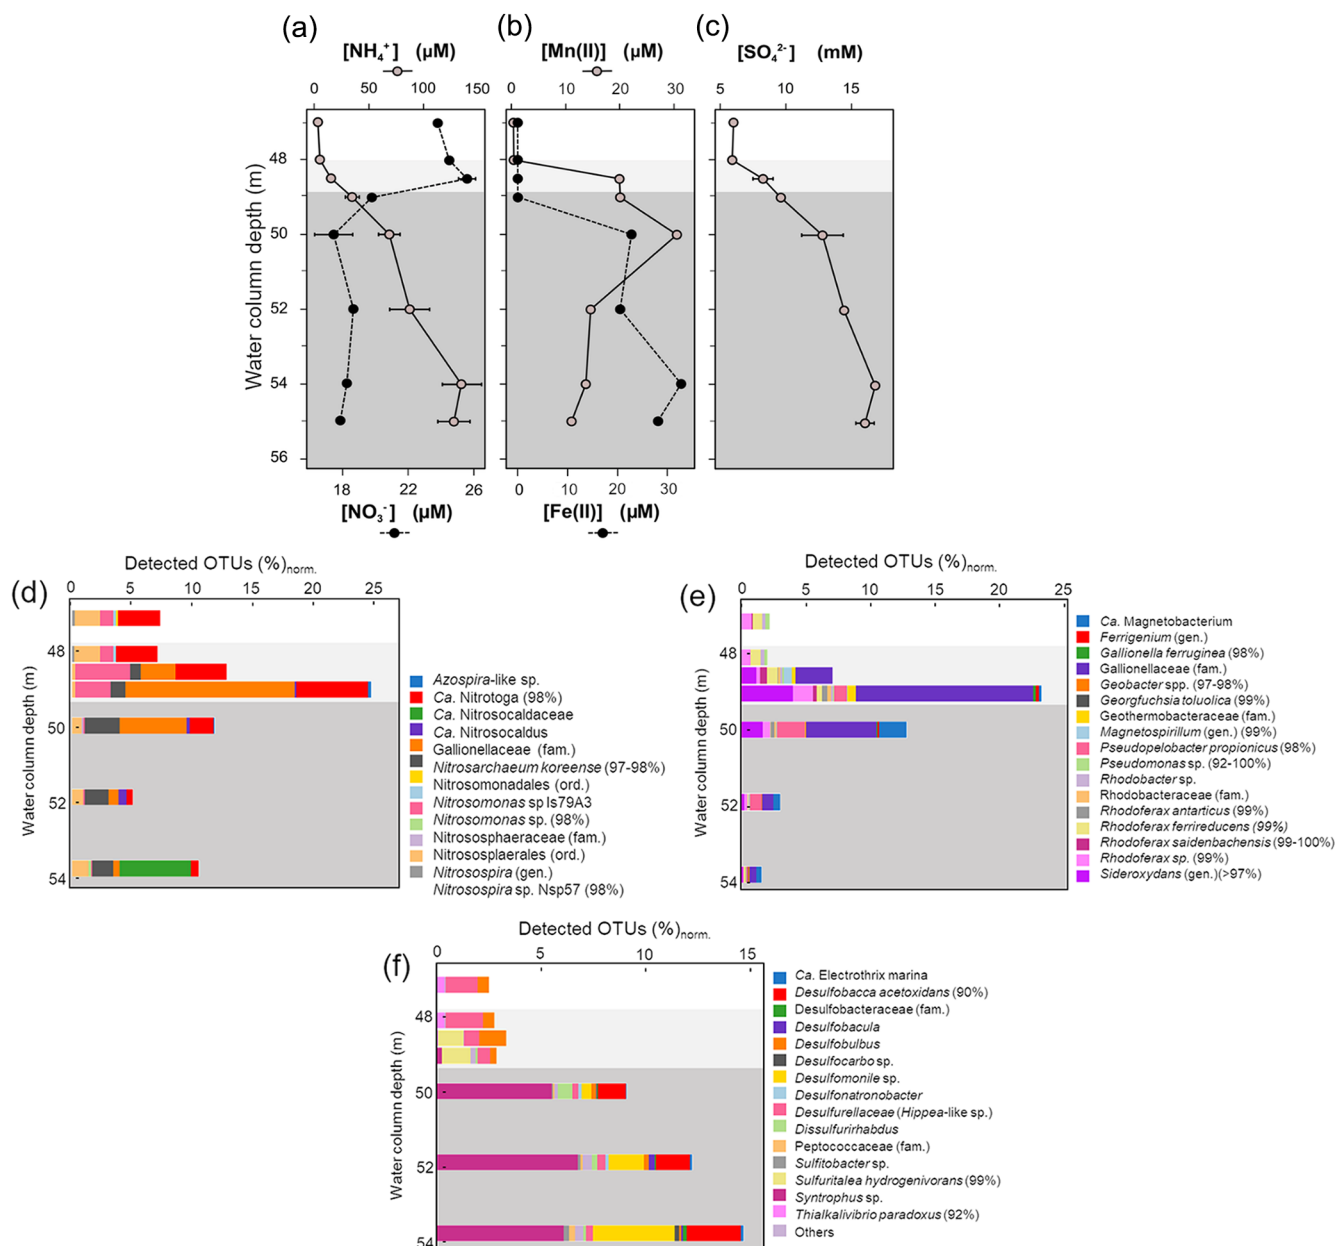 (a) (b) (c)
[NH4+] (µM) [Mn(II)] (µM) [SO42-] (mM)
0 50 100 150 0 10 20 30 5 10 15
Water column depth (m)
48
50
52
54
56
18 22 26 0 10 20 30
[NO3-] (µM) [Fe(II)] (µM)
(d)
Detected OTUs (%)norm.
0 5 10 15 20 25
Water column depth (m)
48
50
52
54
Azospira-like sp.
Ca. Nitrotoga (98%)
Ca. Nitrosocaldaceae
Ca. Nitrosocaldus
Gallionellaceae (fam.)
Nitrosarchaeum koreense (97-98%)
Nitrosomonadales (ord.)
Nitrosomonas sp Is79A3
Nitrosomonas sp. (98%)
Nitrososphaeraceae (fam.)
Nitrososplaerales (ord.)
Nitrosospira (gen.)
Nitrosospira sp. Nsp57 (98%)
(e)
Detected OTUs (%)norm.
0 5 10 15 20 25
Water column depth (m)
48
50
52
54
Ca. Magnetobacterium
Ferrigenium (gen.)
Gallionella ferruginea (98%)
Gallionellaceae (fam.)
Geobacter spp. (97-98%)
Georgfuchsia toluolica (99%)
Geothermobacteraceae (fam.)
Magnetospirillum (gen.) (99%)
Pseudopelobacter propionicus (98%)
Pseudomonas sp. (92-100%)
Rhodobacter sp.
Rhodobacteraceae (fam.)
Rhodoferax antarticus (99%)
Rhodoferax ferrireducens (99%)
Rhodoferax saidenbachensis (99-100%)
Rhodoferax sp. (99%)
Sideroxydans (gen.)(>97%)
(f)
Detected OTUs (%)norm.
0 5 10 15
Water column depth (m)
48
50
52
54
Ca. Electrothrix marina
Desulfobacca acetoxidans (90%)
Desulfobacteraceae (fam.)
Desulfobacula
Desulfobulbus
Desulfocarbo sp.
Desulfomonile sp.
Desulfonatronobacter
Desulfurellaceae (Hippea-like sp.)
Dissulfurirhabdus
Peptococcaceae (fam.)
Sulfitobacter sp.
Sulfuritalea hydrogenivorans (99%)
Syntrophus sp.
Thialkalivibrio paradoxus (92%)
Others